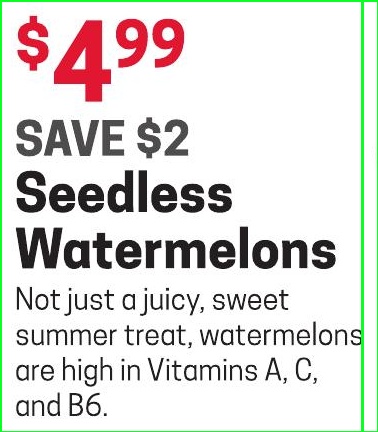 $4.99
SAVE $2
Seedless
Watermelons
Not just a juicy, sweet
summer treat, watermelons
are high in Vitamins A, C,
and B6.